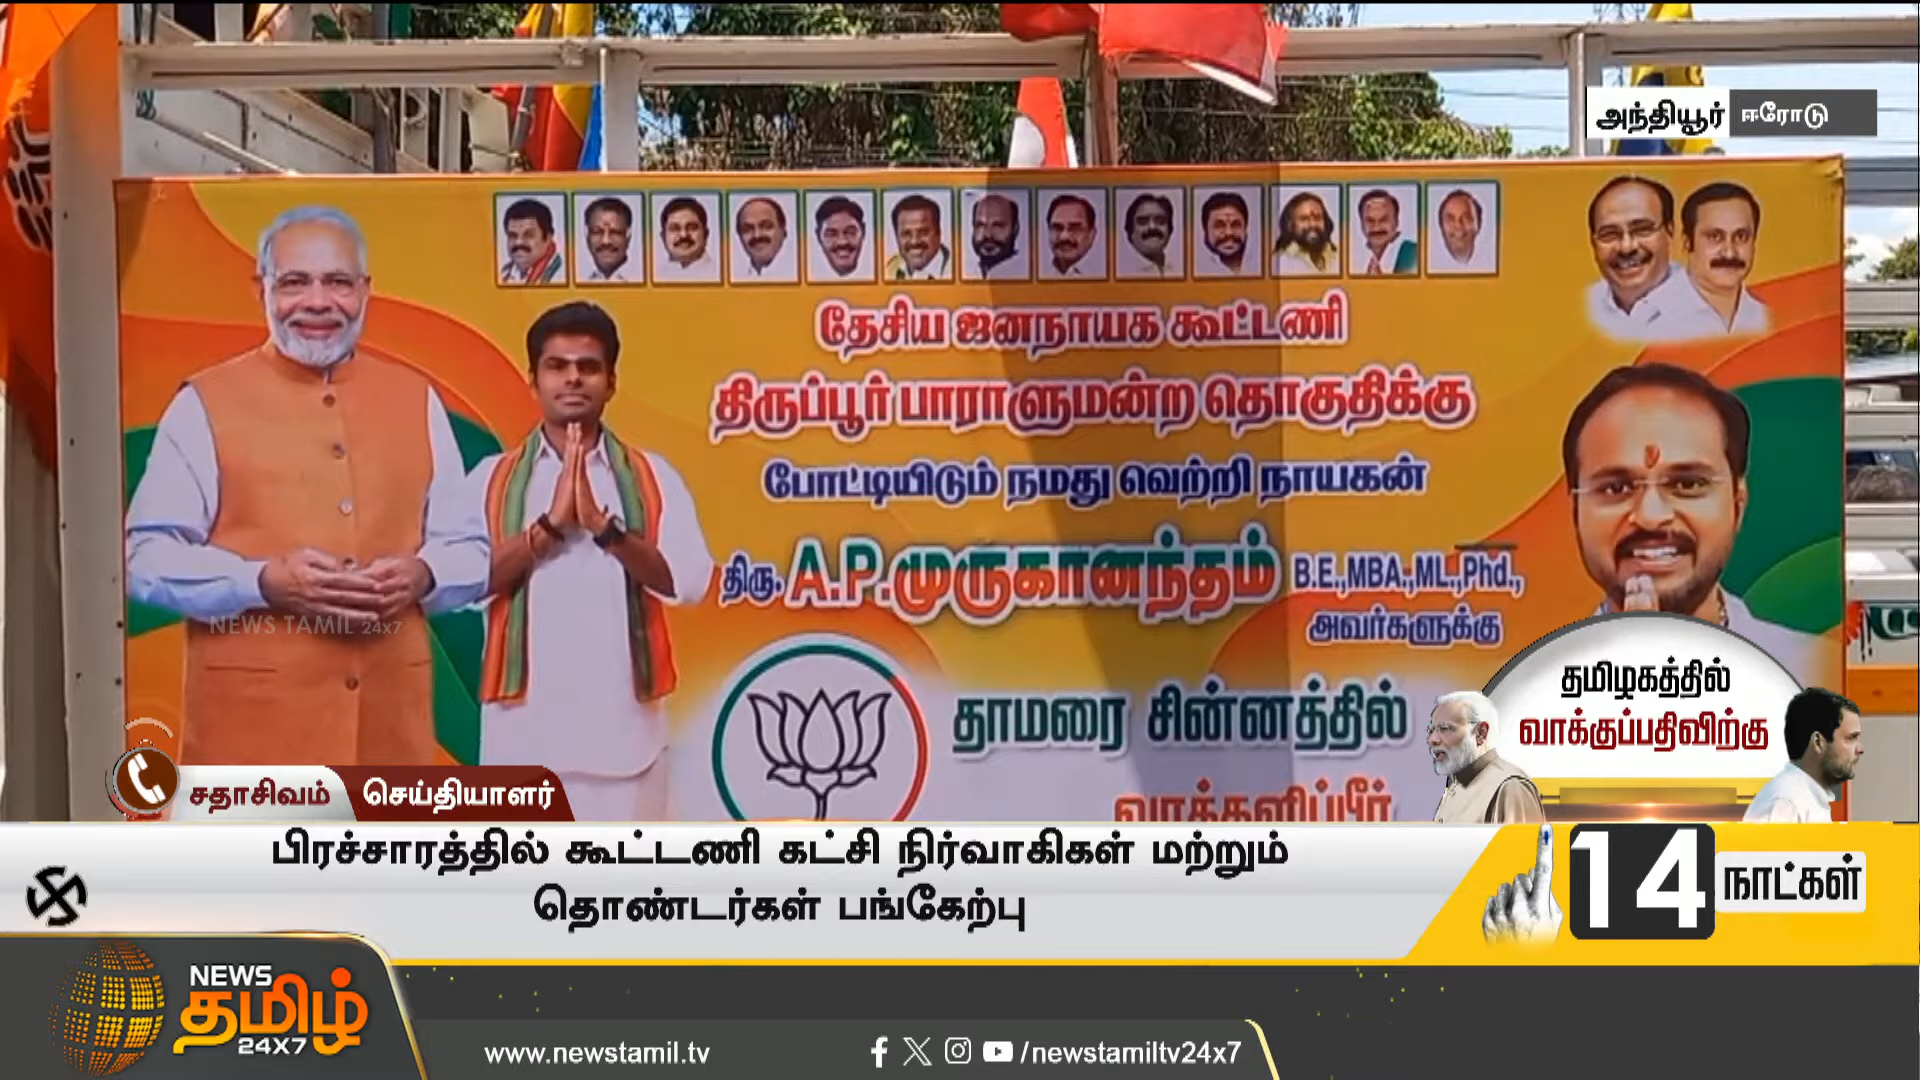 அந்தியூர் ஈரோடு
தேசிய ஜனநாயக கூட்டணி
திருப்பூர் பாராளுமன்ற தொகுதிக்கு
போட்டியிடும் நமது வெற்றி நாயகன்
திரு. A.P.முருகானந்தம் B.E.,MBA.,ML.,Phd.,
அவர்களுக்கு
NEWS TAMIL 24x7
தாமரை சின்னத்தில்
வாக்களிப்பீர்
தமிழகத்தில்
வாக்குப்பதிவிற்கு
14 நாட்கள்
சதாசிவம் செய்தியாளர்
பிரச்சாரத்தில் கூட்டணி கட்சி நிர்வாகிகள் மற்றும்
தொண்டர்கள் பங்கேற்பு
NEWS
தமிழ்
24X7
www.newstamil.tv
/newstamiltv24x7